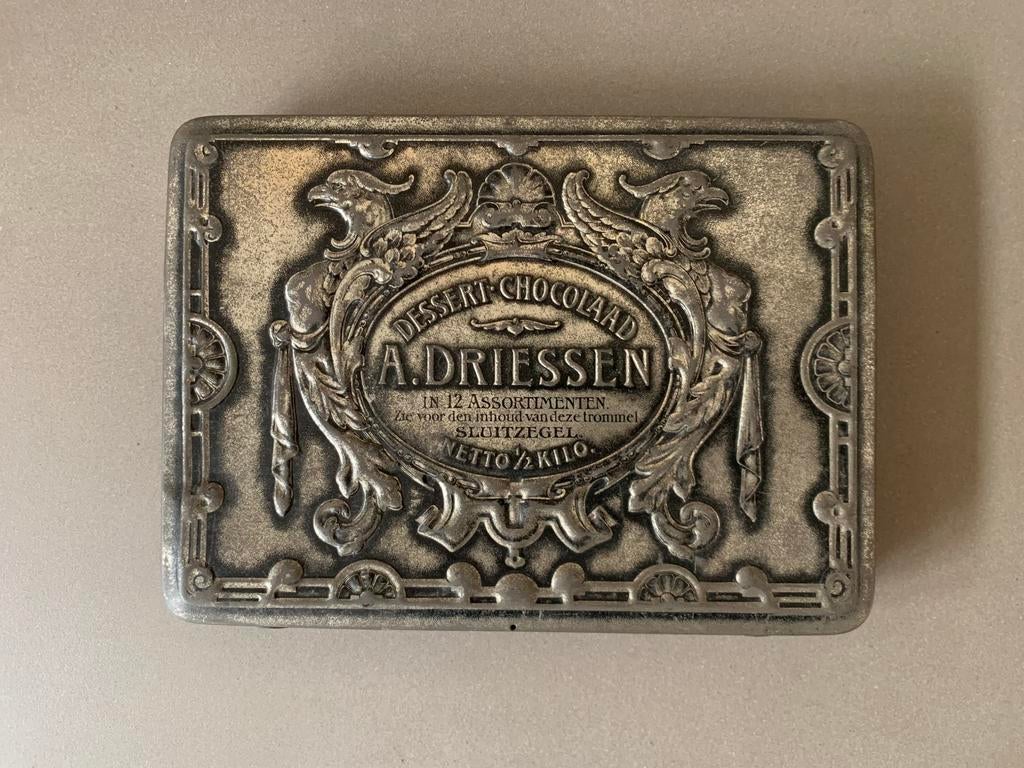 DESSERT·CHOCOLAAD
A. DRIESSEN
IN 12 ASSORTIMENTEN.
Zie voor den inhoud van deze trommel
SLUITZEGEL.
NETTO ½ KILO.